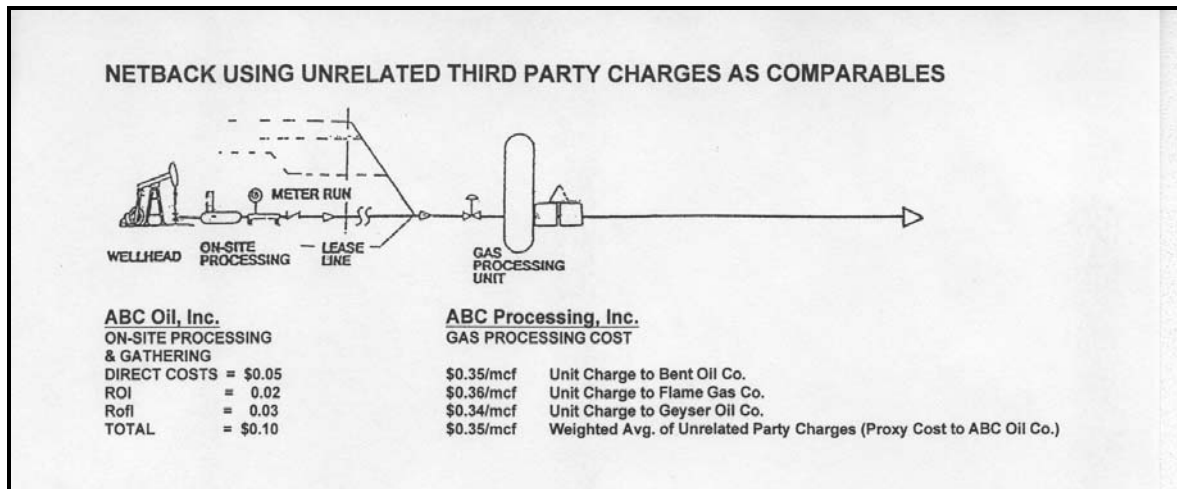 NETBACK USING UNRELATED THIRD PARTY CHARGES AS COMPARABLES
METER RUN
WELLHEAD
ON-SITE
PROCESSING
LEASE
LINE
GAS
PROCESSING
UNIT
ABC Oil, Inc.
ON-SITE PROCESSING
& GATHERING
DIRECT COSTS = $0.05
ROI = 0.02
RofI = 0.03
TOTAL = $0.10
ABC Processing, Inc.
GAS PROCESSING COST
$0.35/mcf Unit Charge to Bent Oil Co.
$0.36/mcf Unit Charge to Flame Gas Co.
$0.34/mcf Unit Charge to Geyser Oil Co.
$0.35/mcf Weighted Avg. of Unrelated Party Charges (Proxy Cost to ABC Oil Co.)